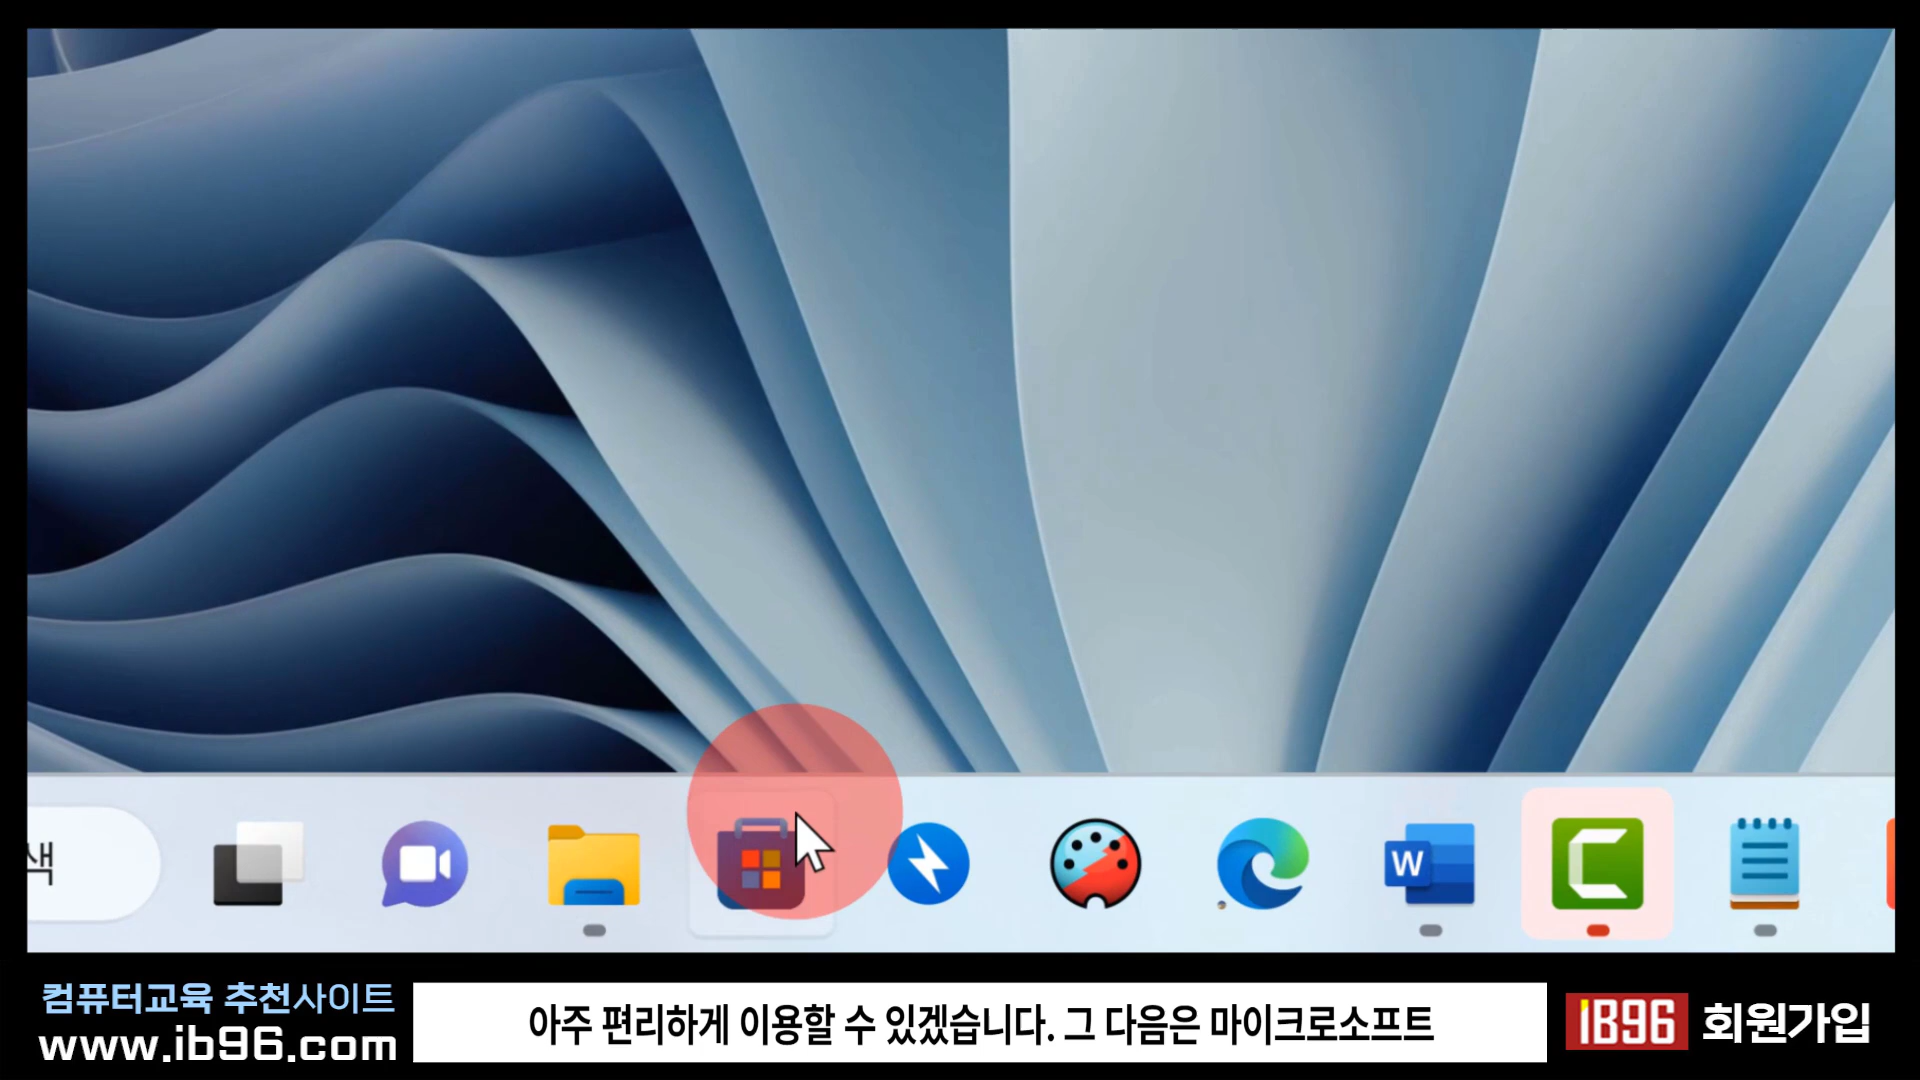 색
W
컴퓨터교육 추천사이트
www.ib96.com
아주 편리하게 이용할 수 있겠습니다. 그 다음은 마이크로소프트
IB96 회원가입